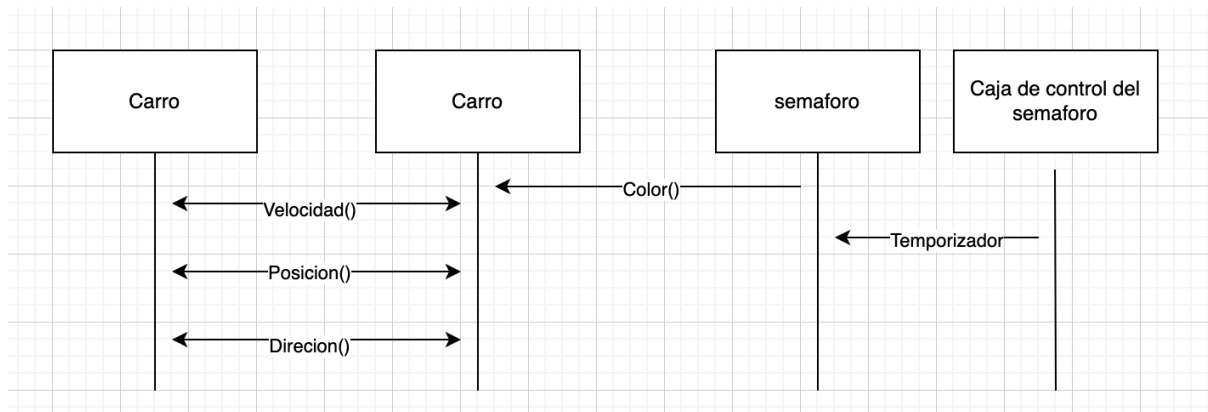 Carro
Carro
semaforo
Caja de control del
semaforo
Color()
Velocidad()
Temporizador
Posicion()
Direcion()